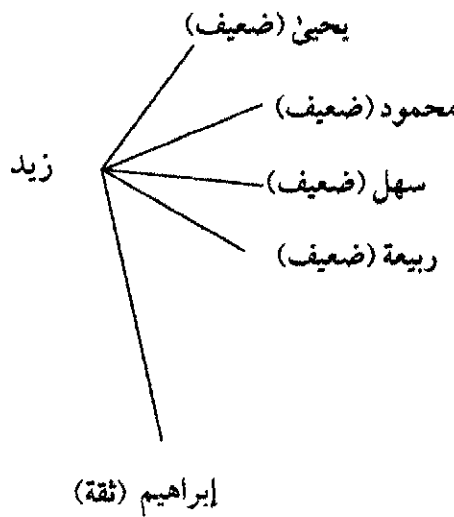 يحيىٰ (ضعيف)
محمود (ضعيف)
زيد
سهل (ضعيف)
ربيعة (ضعيف)
إبراهيم (ثقة)